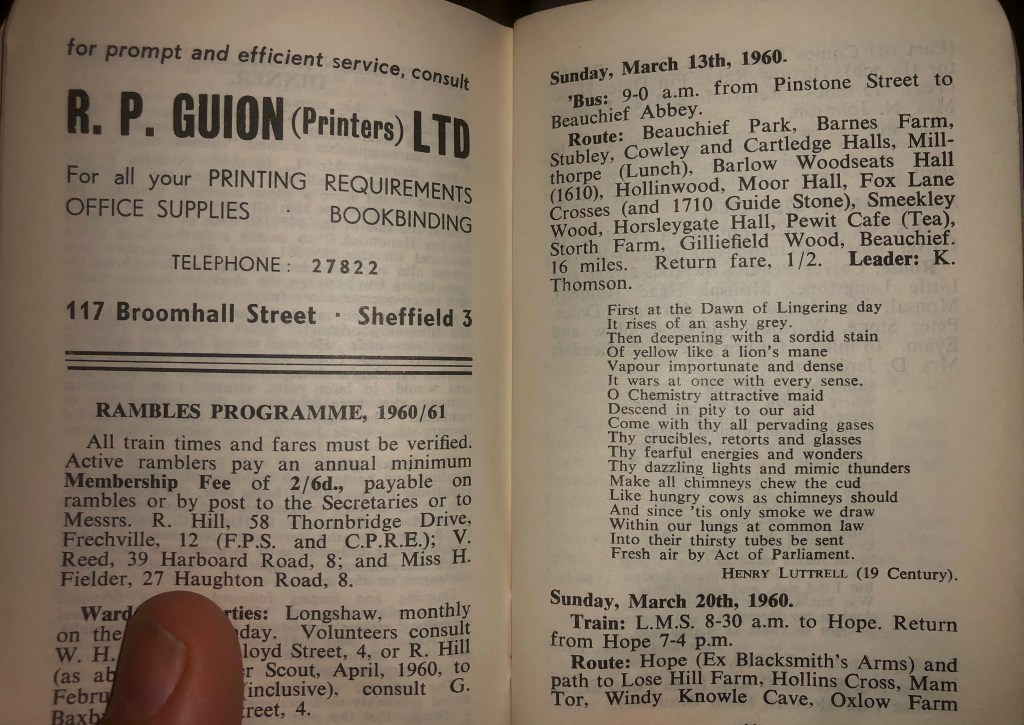 for prompt and efficient service, consult
R. P. GUION (Printers) LTD
For all your PRINTING REQUIREMENTS
OFFICE SUPPLIES · BOOKBINDING
TELEPHONE: 27822
117 Broomhall Street · Sheffield 3
RAMBLES PROGRAMME, 1960/61
All train times and fares must be verified.
Active ramblers pay an annual minimum
Membership Fee of 2/6d., payable on
rambles or by post to the Secretaries or to
Messrs. R. Hill, 58 Thornbridge Drive,
Frechville, 12 (F.P.S. and C.P.R.E.); V.
Reed, 39 Harboard Road, 8; and Miss H.
Fielder, 27 Haughton Road, 8.
Longshaw, monthly
on the Volunteers consult
W. H. Street, 4, or R. Hill
(as Scout, April, 1960, to
(inclusive), consult G.
4.
Sunday, March 13th, 1960.
'Bus: 9-0 a.m. from Pinstone Street to
Beauchief Abbey.
Route: Beauchief Park, Barnes Farm,
Stubley, Cowley and Cartledge Halls, Mill-
thorpe (Lunch), Barlow Woodseats Hall
(1610), Hollinwood, Moor Hall, Fox Lane
Crosses (and 1710 Guide Stone), Smeekley
Wood, Horsleygate Hall, Pewit Cafe (Tea),
Storth Farm, Gilliefield Wood, Beauchief.
16 miles. Return fare, 1/2. Leader: K.
Thomson.
First at the Dawn of Lingering day
It rises of an ashy grey.
Then deepening with a sordid stain
Of yellow like a lion's mane
Vapour importunate and dense
It wars at once with every sense.
O Chemistry attractive maid
Descend in pity to our aid
Come with thy all pervading gases
Thy crucibles, retorts and glasses
Thy fearful energies and wonders
Thy dazzling lights and mimic thunders
Make all chimneys chew the cud
Like hungry cows as chimneys should
And since 'tis only smoke we draw
Within our lungs at common law
Into their thirsty tubes be sent
Fresh air by Act of Parliament.
HENRY LUTTRELL (19 Century).
Sunday, March 20th, 1960.
Train: L.M.S. 8-30 a.m. to Hope. Return
from Hope 7-4 p.m.
Route: Hope (Ex Blacksmith's Arms) and
path to Lose Hill Farm, Hollins Cross, Mam
Tor, Windy Knowle Cave, Oxlow Farm